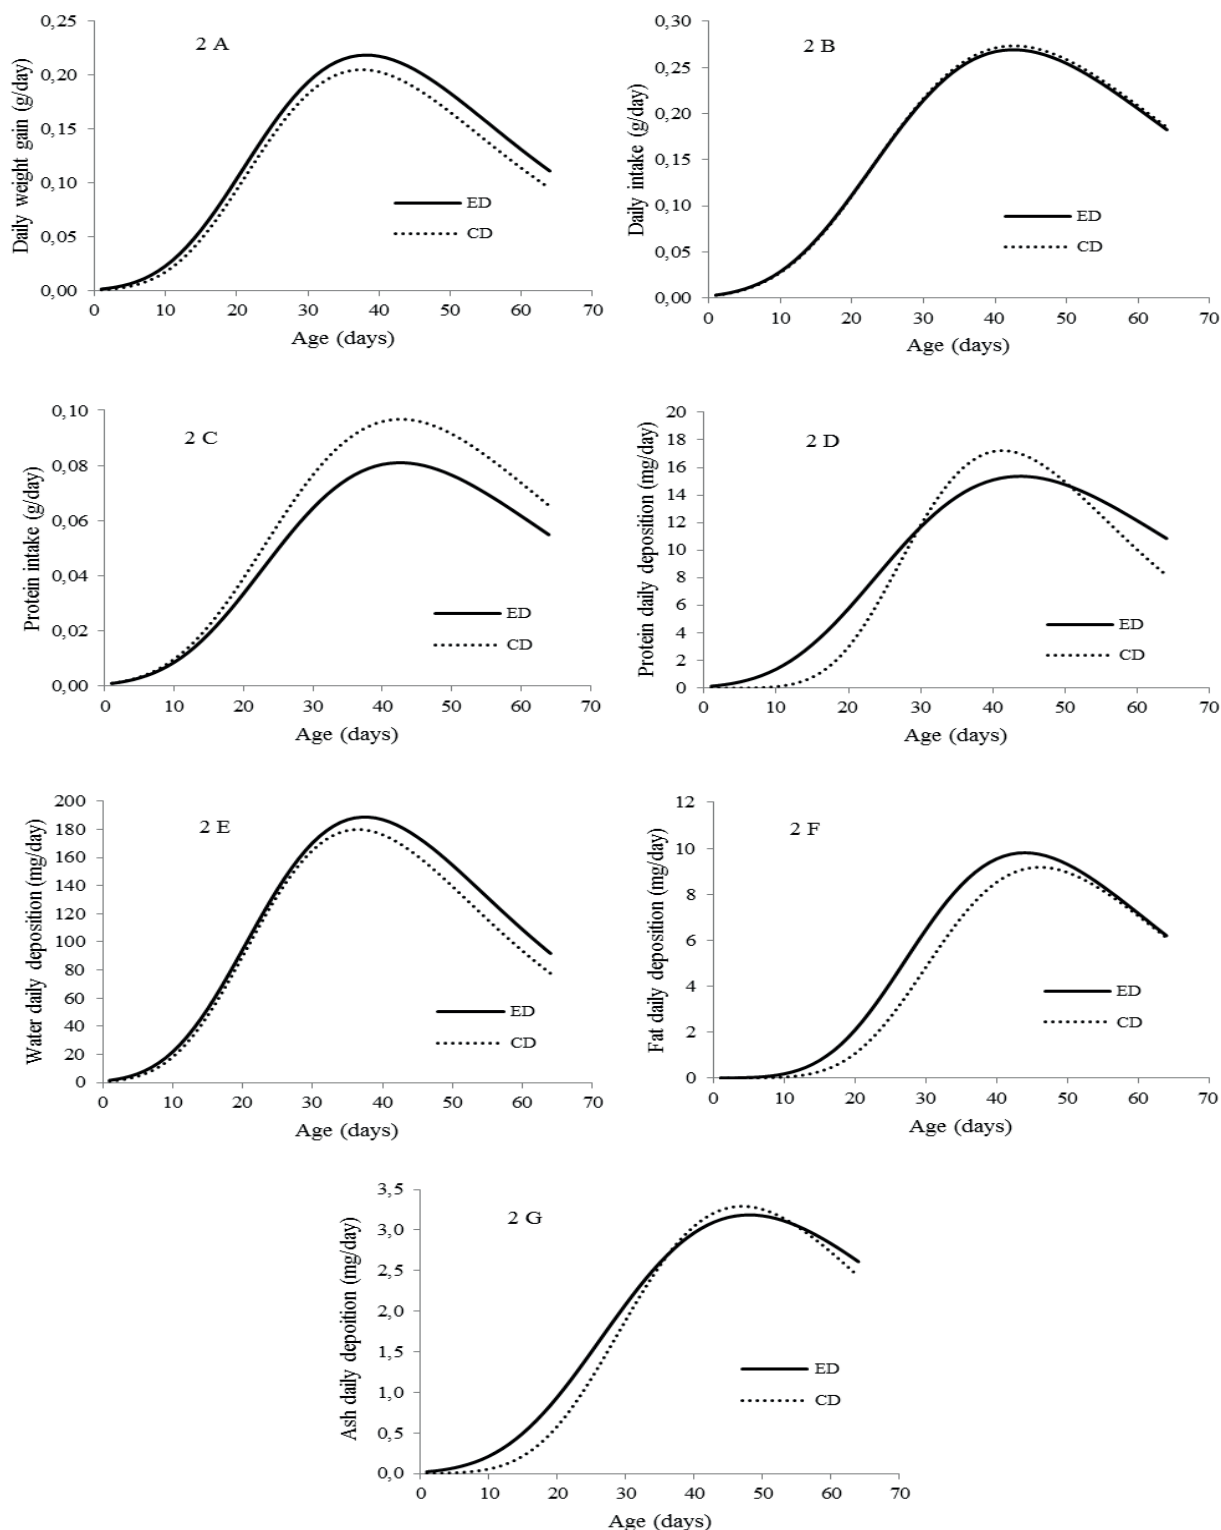 2 A
Daily weight gain (g/day)
0,25
0,20
0,15
0,10
0,05
0,00
ED
CD
0 10 20 30 40 50 60 70
Age (days)
2 B
Daily intake (g/day)
0,30
0,25
0,20
0,15
0,10
0,05
0,00
ED
CD
0 10 20 30 40 50 60 70
Age (days)
2 C
Protein intake (g/day)
0,10
0,08
0,06
0,04
0,02
0,00
ED
CD
0 10 20 30 40 50 60 70
Age (days)
2 D
Protein daily deposition (mg/day)
20
18
16
14
12
10
8
6
4
2
0
ED
CD
0 10 20 30 40 50 60 70
Age (days)
2 E
Water daily deposition (mg/day)
200
180
160
140
120
100
80
60
40
20
0
ED
CD
0 10 20 30 40 50 60 70
Age (days)
2 F
Fat daily deposition (mg/day)
12
10
8
6
4
2
0
ED
CD
0 10 20 30 40 50 60 70
Age (days)
2 G
Ash daily depoition (mg/day)
3,5
3,0
2,5
2,0
1,5
1,0
0,5
0,0
ED
CD
0 10 20 30 40 50 60 70
Age (days)